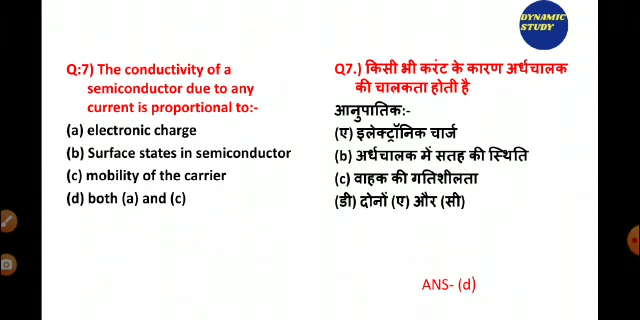 DYNAMIC
STUDY
Q:7) The conductivity of a
semiconductor due to any
current is proportional to:-
(a) electronic charge
(b) Surface states in semiconductor
(c) mobility of the carrier
(d) both (a) and (c)
Q7.) किसी भी करंट के कारण अर्धचालक
की चालकता होती है
आनुपातिक:-
(ए) इलेक्ट्रॉनिक चार्ज
(b) अर्धचालक में सतह की स्थिति
(c) वाहक की गतिशीलता
(डी) दोनों (ए) और (सी)
ANS- (d)